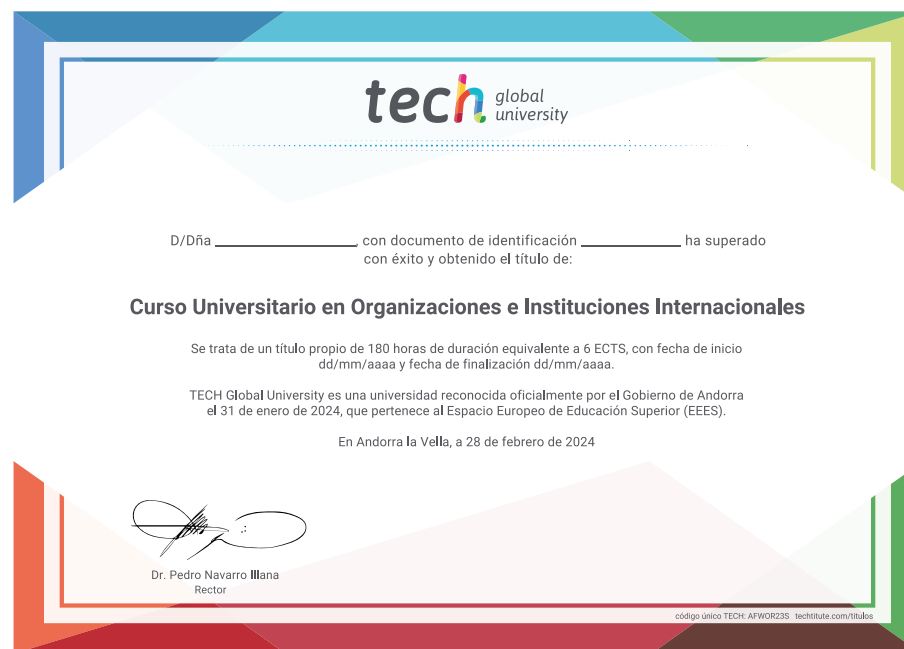 tech global university
D/Dña ____________________, con documento de identificación ______________ ha superado
con éxito y obtenido el título de:
Curso Universitario en Organizaciones e Instituciones Internacionales
Se trata de un título propio de 180 horas de duración equivalente a 6 ECTS, con fecha de inicio
dd/mm/aaaa y fecha de finalización dd/mm/aaaa.
TECH Global University es una universidad reconocida oficialmente por el Gobierno de Andorra
el 31 de enero de 2024, que pertenece al Espacio Europeo de Educación Superior (EEES).
En Andorra la Vella, a 28 de febrero de 2024
Dr. Pedro Navarro Illana
Rector
código único TECH: AFWOR23S techtitute.com/titulos